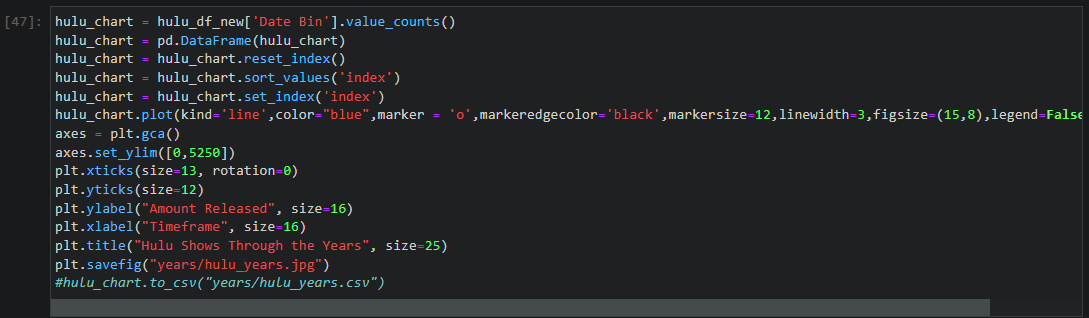 [47]: hulu_chart = hulu_df_new['Date Bin'].value_counts()
hulu_chart = pd.DataFrame(hulu_chart)
hulu_chart = hulu_chart.reset_index()
hulu_chart = hulu_chart.sort_values('index')
hulu_chart = hulu_chart.set_index('index')
hulu_chart.plot(kind='line',color="blue",marker = 'o',markeredgecolor='black',markersize=12,linewidth=3,figsize=(15,8),legend=False
axes = plt.gca()
axes.set_ylim([0,5250])
plt.xticks(size=13, rotation=0)
plt.yticks(size=12)
plt.ylabel("Amount Released", size=16)
plt.xlabel("Timeframe", size=16)
plt.title("Hulu Shows Through the Years", size=25)
plt.savefig("years/hulu_years.jpg")
#hulu_chart.to_csv("years/hulu_years.csv")